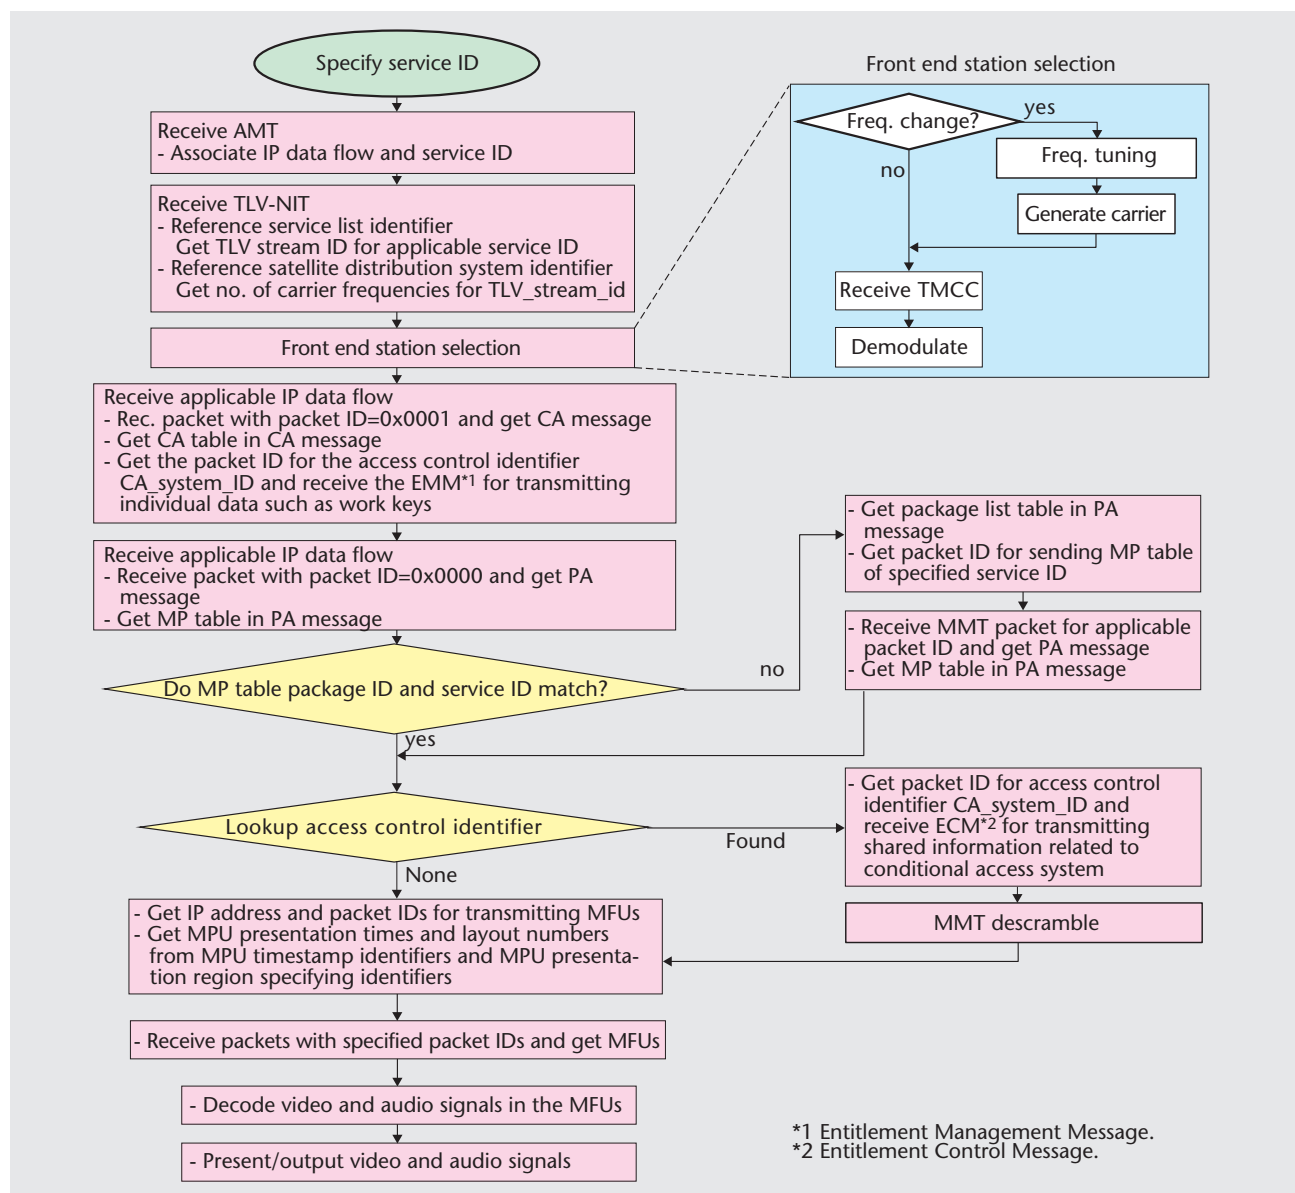 Specify service ID
Receive AMT
- Associate IP data flow and service ID
Receive TLV-NIT
- Reference service list identifier
Get TLV stream ID for applicable service ID
- Reference satellite distribution system identifier
Get no. of carrier frequencies for TLV_stream_id
Front end station selection
Front end station selection
Freq. change?
yes
Freq. tuning
no
Generate carrier
Receive TMCC
Demodulate
Receive applicable IP data flow
- Rec. packet with packet ID=0x0001 and get CA message
- Get CA table in CA message
- Get the packet ID for the access control identifier
CA_system_ID and receive the EMM*1 for transmitting
individual data such as work keys
Receive applicable IP data flow
- Receive packet with packet ID=0x0000 and get PA
message
- Get MP table in PA message
Do MP table package ID and service ID match?
no
- Get package list table in PA
message
- Get packet ID for sending MP table
of specified service ID
- Receive MMT packet for applicable
packet ID and get PA message
- Get MP table in PA message
yes
Lookup access control identifier
Found
- Get packet ID for access control
identifier CA_system_ID and
receive ECM*2 for transmitting
shared information related to
conditional access system
MMT descramble
None
- Get IP address and packet IDs for transmitting MFUs
- Get MPU presentation times and layout numbers
from MPU timestamp identifiers and MPU presenta-
tion region specifying identifiers
- Receive packets with specified packet IDs and get MFUs
- Decode video and audio signals in the MFUs
- Present/output video and audio signals
*1 Entitlement Management Message.
*2 Entitlement Control Message.